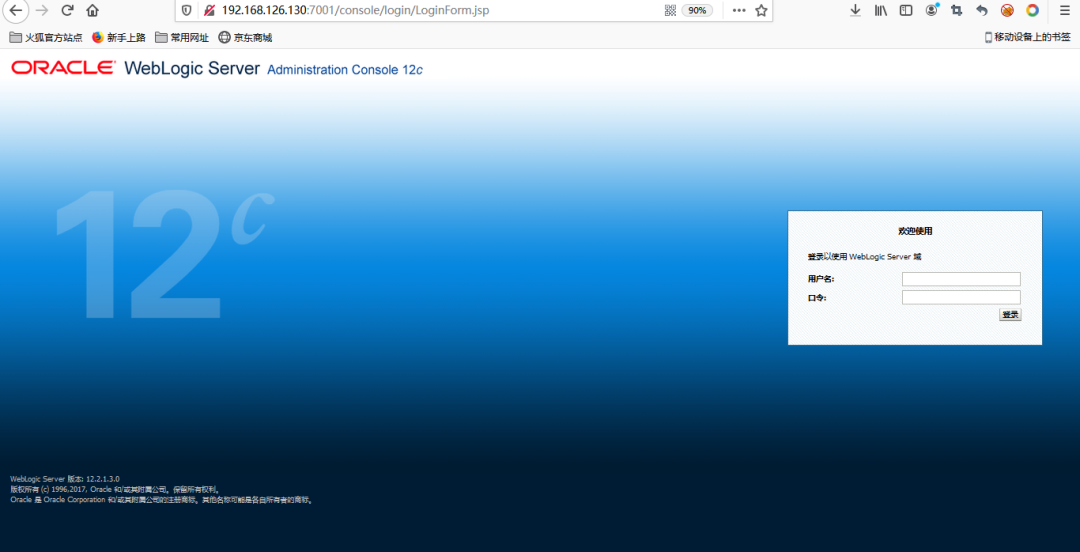 192.168.126.130:7001/console/login/LoginForm.jsp
90%
火狐官方站点 新手上路 常用网址 京东商城 移动设备上的书签
ORACLE WebLogic Server Administration Console 12c
12c
欢迎使用
登录以使用 WebLogic Server 域
用户名:
口令:
登录
WebLogic Server 版本: 12.2.1.3.0
版权所有 (c) 1996,2017, Oracle 和/或其附属公司。保留所有权利。
Oracle 是 Oracle Corporation 和/或其附属公司的注册商标。其他名称可能是各自所有者的商标。